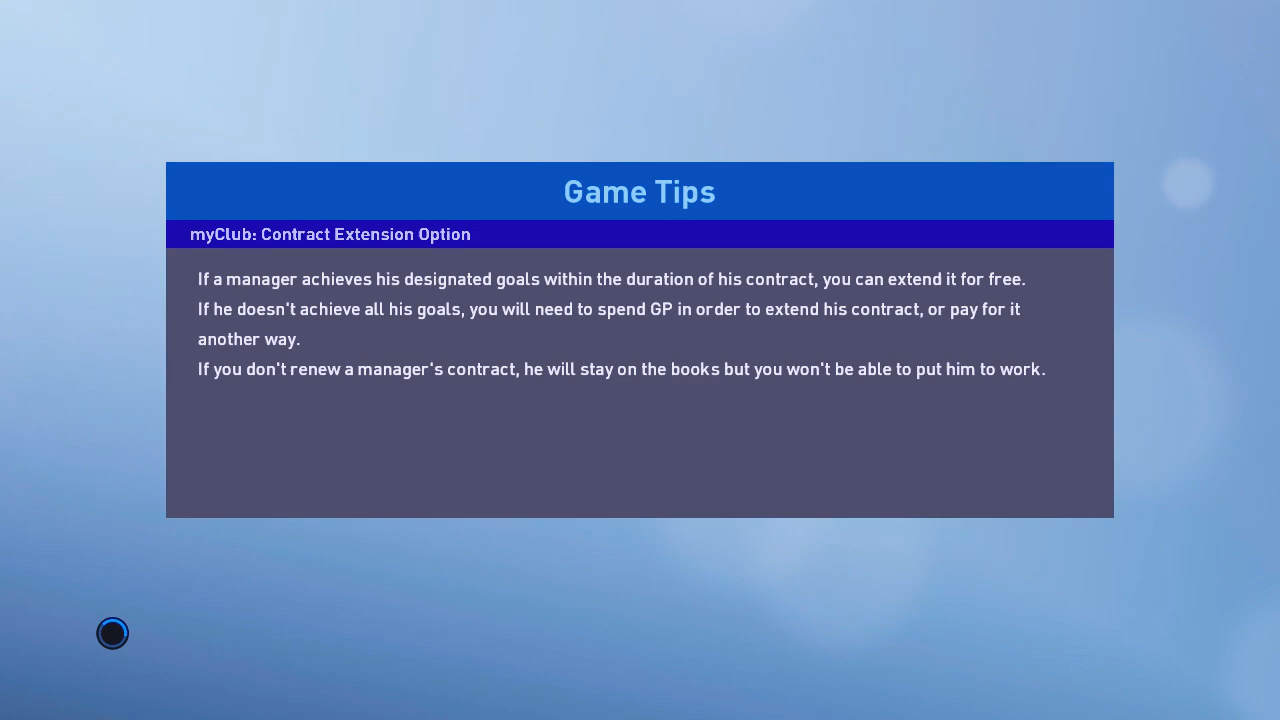 Game Tips
myClub: Contract Extension Option
If a manager achieves his designated goals within the duration of his contract, you can extend it for free.
If he doesn't achieve all his goals, you will need to spend GP in order to extend his contract, or pay for it
another way.
If you don't renew a manager's contract, he will stay on the books but you won't be able to put him to work.